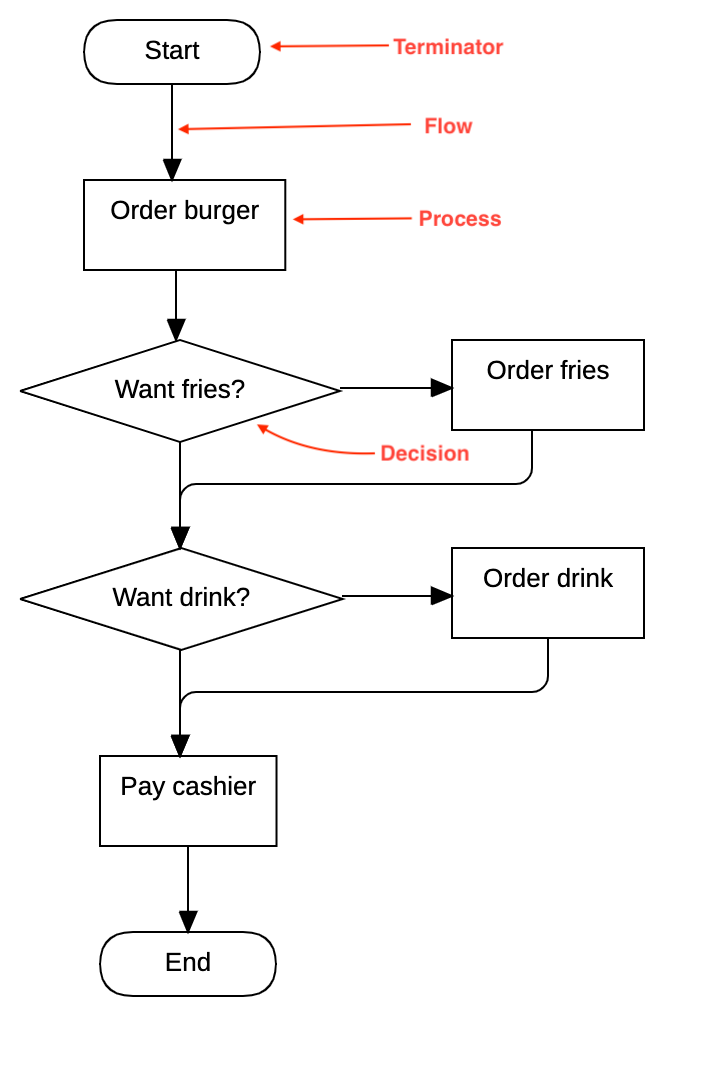 Start
Terminator
Flow
Order burger
Process
Want fries?
Order fries
Decision
Want drink?
Order drink
Pay cashier
End